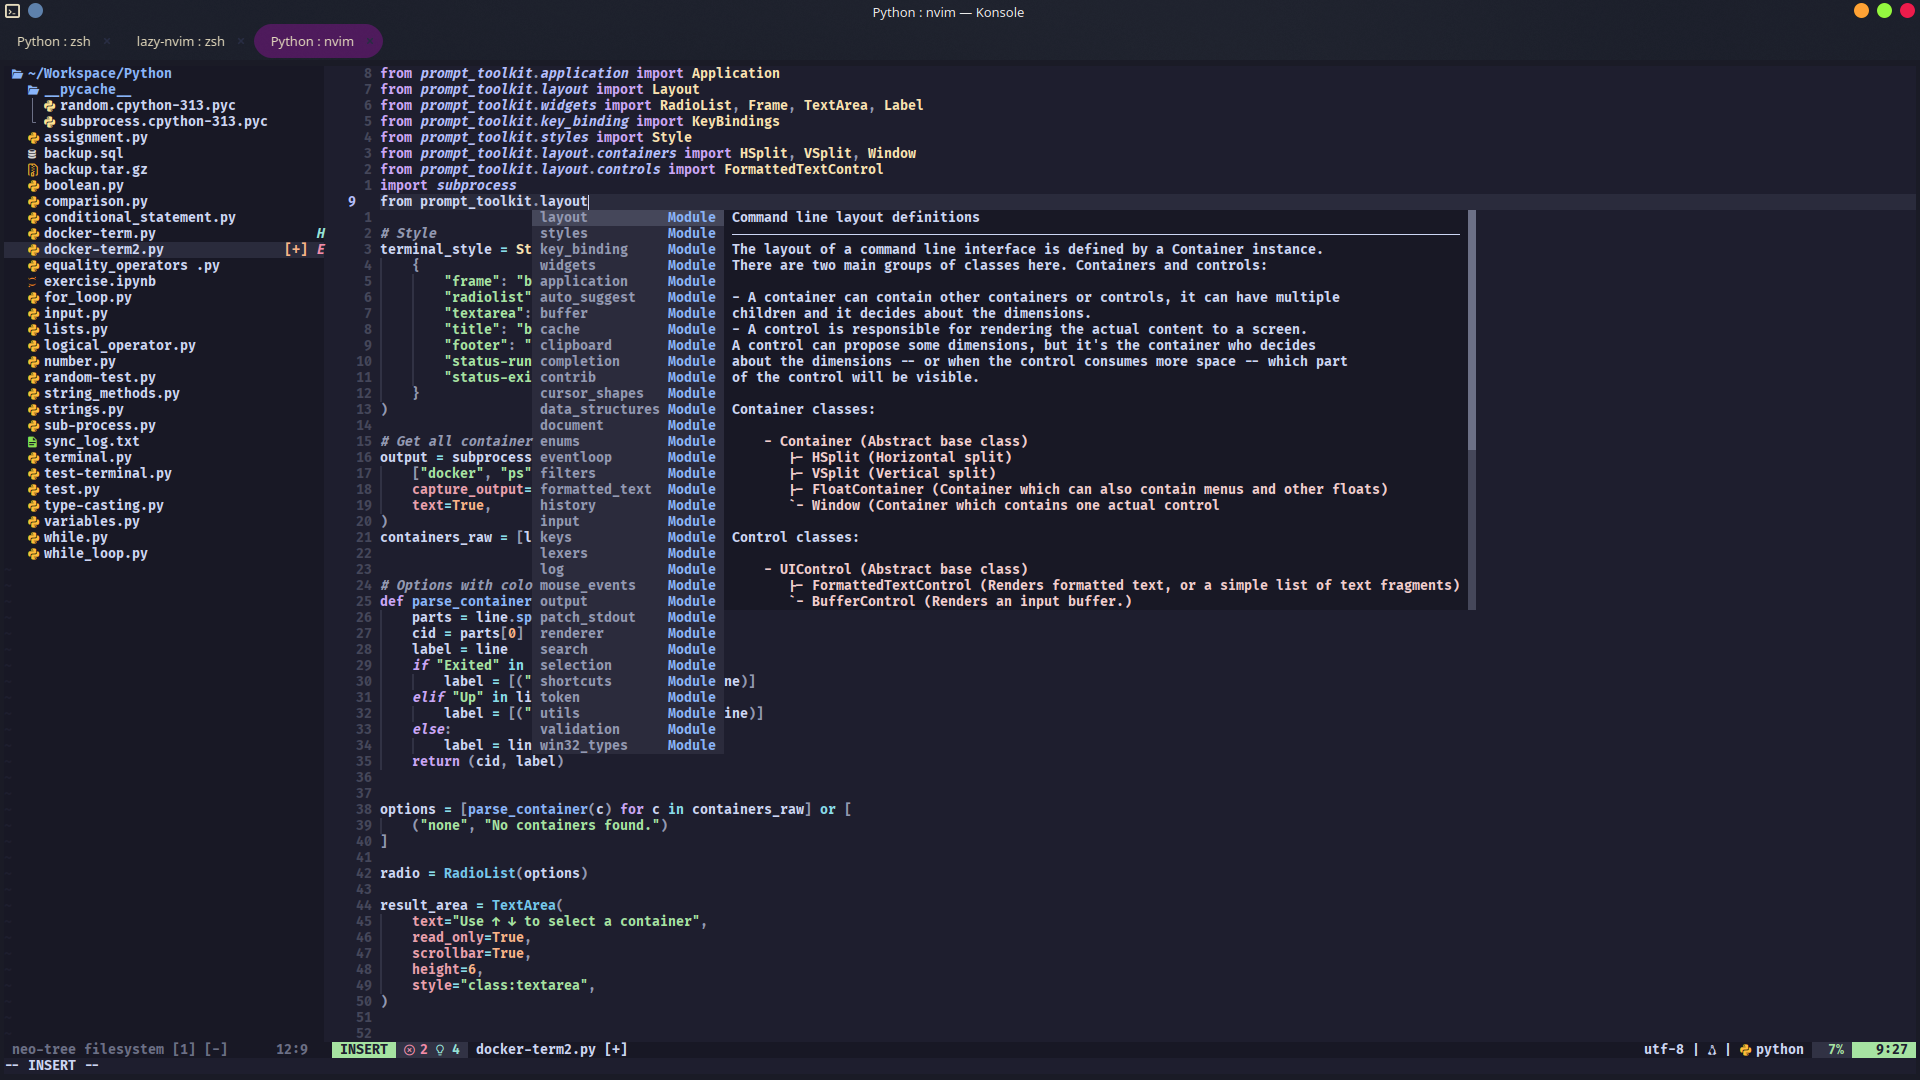 Python : nvim — Konsole
Python : zsh × lazy-nvim : zsh × Python : nvim
~/Workspace/Python
__pycache__
random.cpython-313.pyc
subprocess.cpython-313.pyc
assignment.py
backup.sql
backup.tar.gz
boolean.py
comparison.py
conditional_statement.py
docker-term.py H
docker-term2.py [+] E
equality_operators .py
exercise.ipynb
for_loop.py
input.py
lists.py
logical_operator.py
number.py
random-test.py
string_methods.py
strings.py
sub-process.py
sync_log.txt
terminal.py
test-terminal.py
test.py
type-casting.py
variables.py
while.py
while_loop.py
8 from prompt_toolkit.application import Application
7 from prompt_toolkit.layout import Layout
6 from prompt_toolkit.widgets import RadioList, Frame, TextArea, Label
5 from prompt_toolkit.key_binding import KeyBindings
4 from prompt_toolkit.styles import Style
3 from prompt_toolkit.layout.containers import HSplit, VSplit, Window
2 from prompt_toolkit.layout.controls import FormattedTextControl
1 import subprocess
9 from prompt_toolkit.layout
1
2 # Style
3 terminal_style = St
4 {
5 "frame": "b
6 "radiolist"
7 "textarea":
8 "title": "b
9 "footer": "
10 "status-run
11 "status-exi
12 }
13 )
14
15 # Get all container
16 output = subprocess
17 ["docker", "ps"
18 capture_output=
19 text=True,
20 )
21 containers_raw = [l
22
23
24 # Options with colo
25 def parse_container
26 parts = line.sp
27 cid = parts[0]
28 label = line
29 if "Exited" in
30 label = [(" ne)]
31 elif "Up" in li
32 label = [(" ine)]
33 else:
34 label = lin
35 return (cid, label)
36
37
38 options = [parse_container(c) for c in containers_raw] or [
39 ("none", "No containers found.")
40 ]
41
42 radio = RadioList(options)
43
44 result_area = TextArea(
45 text="Use ↑ ↓ to select a container",
46 read_only=True,
47 scrollbar=True,
48 height=6,
49 style="class:textarea",
50 )
51
52
layout Module
styles Module
key_binding Module
widgets Module
application Module
auto_suggest Module
buffer Module
cache Module
clipboard Module
completion Module
contrib Module
cursor_shapes Module
data_structures Module
document Module
enums Module
eventloop Module
filters Module
formatted_text Module
history Module
input Module
keys Module
lexers Module
log Module
mouse_events Module
output Module
patch_stdout Module
renderer Module
search Module
selection Module
shortcuts Module
token Module
utils Module
validation Module
win32_types Module
Command line layout definitions
The layout of a command line interface is defined by a Container instance.
There are two main groups of classes here. Containers and controls:
- A container can contain other containers or controls, it can have multiple
children and it decides about the dimensions.
- A control is responsible for rendering the actual content to a screen.
A control can propose some dimensions, but it's the container who decides
about the dimensions -- or when the control consumes more space -- which part
of the control will be visible.
Container classes:
- Container (Abstract base class)
|- HSplit (Horizontal split)
|- VSplit (Vertical split)
|- FloatContainer (Container which can also contain menus and other floats)
`- Window (Container which contains one actual control
Control classes:
- UIControl (Abstract base class)
|- FormattedTextControl (Renders formatted text, or a simple list of text fragments)
`- BufferControl (Renders an input buffer.)
neo-tree filesystem [1] [-] 12:9 INSERT 2 4 docker-term2.py [+] utf-8 | | python 7% 9:27
-- INSERT --